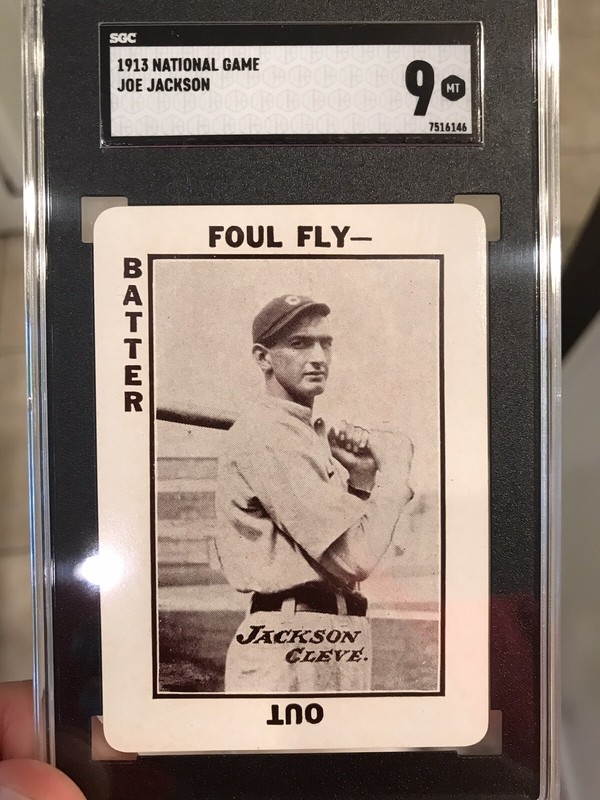 SGC
1913 NATIONAL GAME
JOE JACKSON
9 MT
7516146
FOUL FLY—
BATTER
C
JACKSON
CLEVE.
OUT